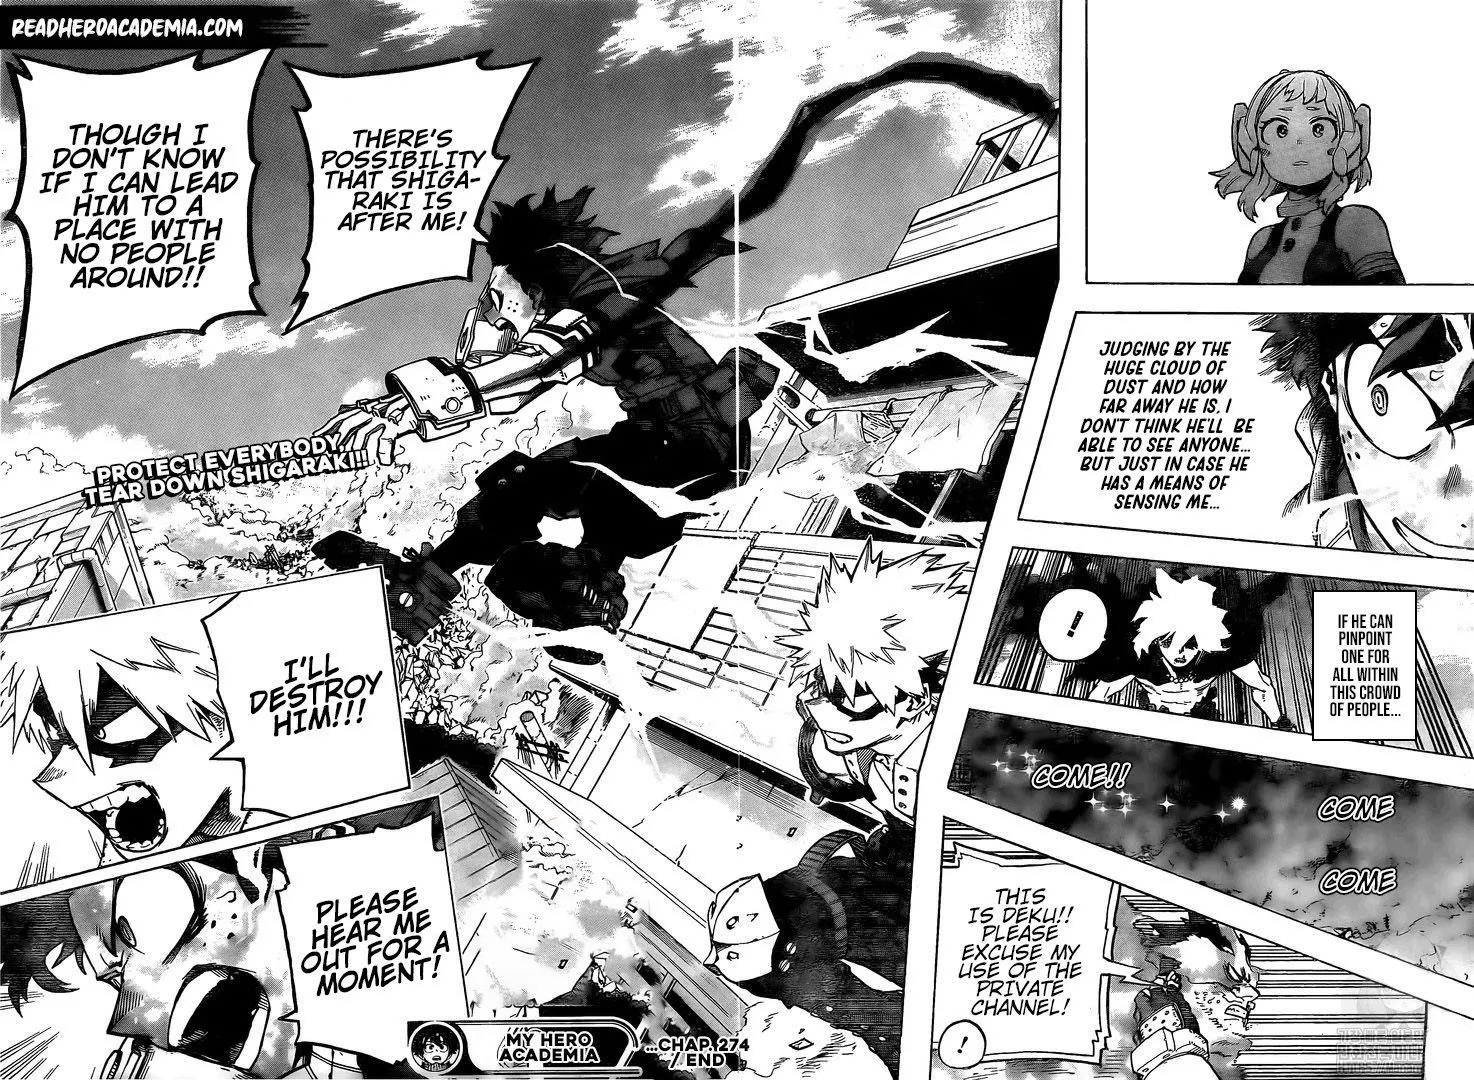 READHEROACADEMIA.COM
JUDGING BY THE
HUGE CLOUD OF
DUST AND HOW
FAR AWAY HE IS, I
DON'T THINK HE'LL BE
ABLE TO SEE ANYONE...
BUT JUST IN CASE HE
HAS A MEANS OF
SENSING ME...
IF HE CAN
PINPOINT
ONE FOR
ALL WITHIN
THIS CROWD
OF PEOPLE...
!
COME!!
COME
COME
THIS
IS DEKU!!
PLEASE
EXCUSE MY
USE OF THE
PRIVATE
CHANNEL!
!
THERE'S
POSSIBILITY
THAT SHIGA-
RAKI IS
AFTER ME!
THOUGH I
DON'T KNOW
IF I CAN LEAD
HIM TO A
PLACE WITH
NO PEOPLE
AROUND!!
PROTECT EVERYBODY,
TEAR DOWN SHIGARAKI!!!
I'LL
DESTROY
HIM!!!
PLEASE
HEAR ME
OUT FOR A
MOMENT!
MY HERO
ACADEMIA
...CHAP. 274
/ END